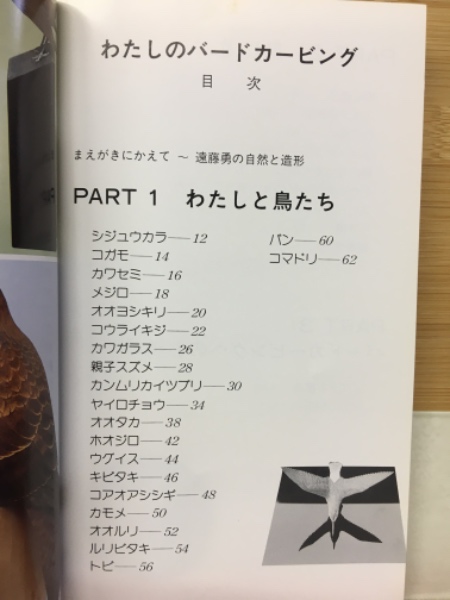 わたしのバードカービング
目 次
まえがきにかえて ～ 遠藤勇の自然と造形
PART 1 わたしと鳥たち
シジュウカラ──12
コガモ──14
カワセミ──16
メジロ──18
オオヨシキリ──20
コウライキジ──22
カワガラス──26
親子スズメ──28
カンムリカイツブリ──30
ヤイロチョウ──34
オオタカ──38
ホオジロ──42
ウグイス──44
キビタキ──46
コアオアシシギ──48
カモメ──50
オオルリ──52
ルリビタキ──54
トビ──56
バン──60
コマドリ──62